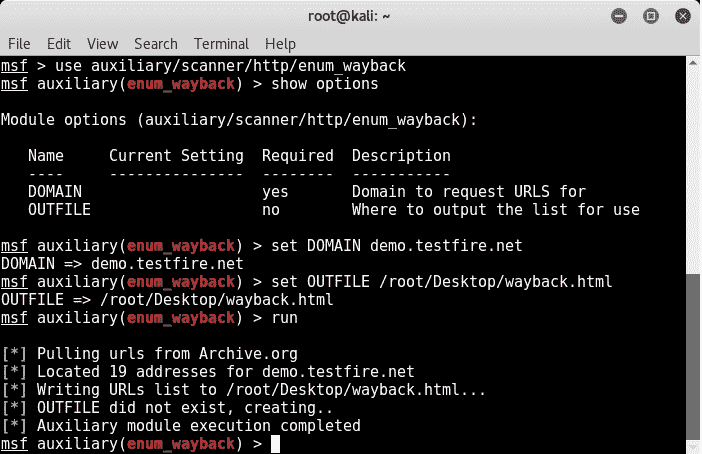 root@kali: ~
File Edit View Search Terminal Help
msf > use auxiliary/scanner/http/enum_wayback
msf auxiliary(enum_wayback) > show options
Module options (auxiliary/scanner/http/enum_wayback):
Name Current Setting Required Description
---- --------------- -------- -----------
DOMAIN yes Domain to request URLS for
OUTFILE no Where to output the list for use
msf auxiliary(enum_wayback) > set DOMAIN demo.testfire.net
DOMAIN => demo.testfire.net
msf auxiliary(enum_wayback) > set OUTFILE /root/Desktop/wayback.html
OUTFILE => /root/Desktop/wayback.html
msf auxiliary(enum_wayback) > run
[*] Pulling urls from Archive.org
[*] Located 19 addresses for demo.testfire.net
[*] Writing URLs list to /root/Desktop/wayback.html...
[*] OUTFILE did not exist, creating..
[*] Auxiliary module execution completed
msf auxiliary(enum_wayback) >